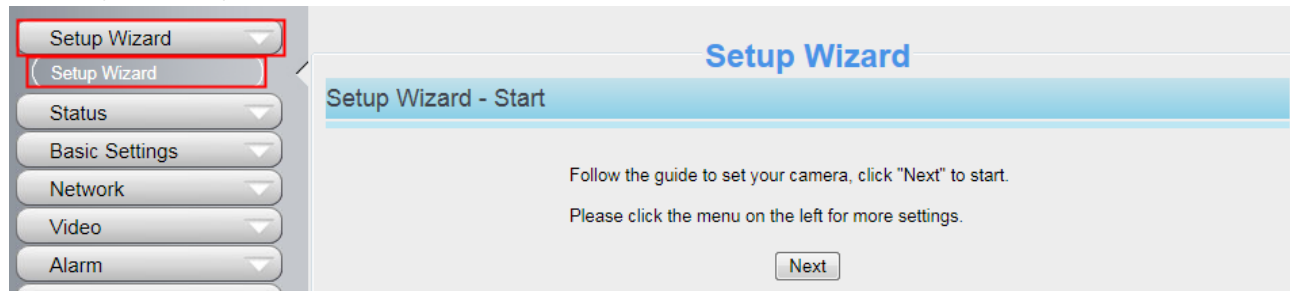 Setup Wizard
Setup Wizard
Status
Basic Settings
Network
Video
Alarm
Setup Wizard
Setup Wizard - Start
Follow the guide to set your camera, click "Next" to start.
Please click the menu on the left for more settings.
Next